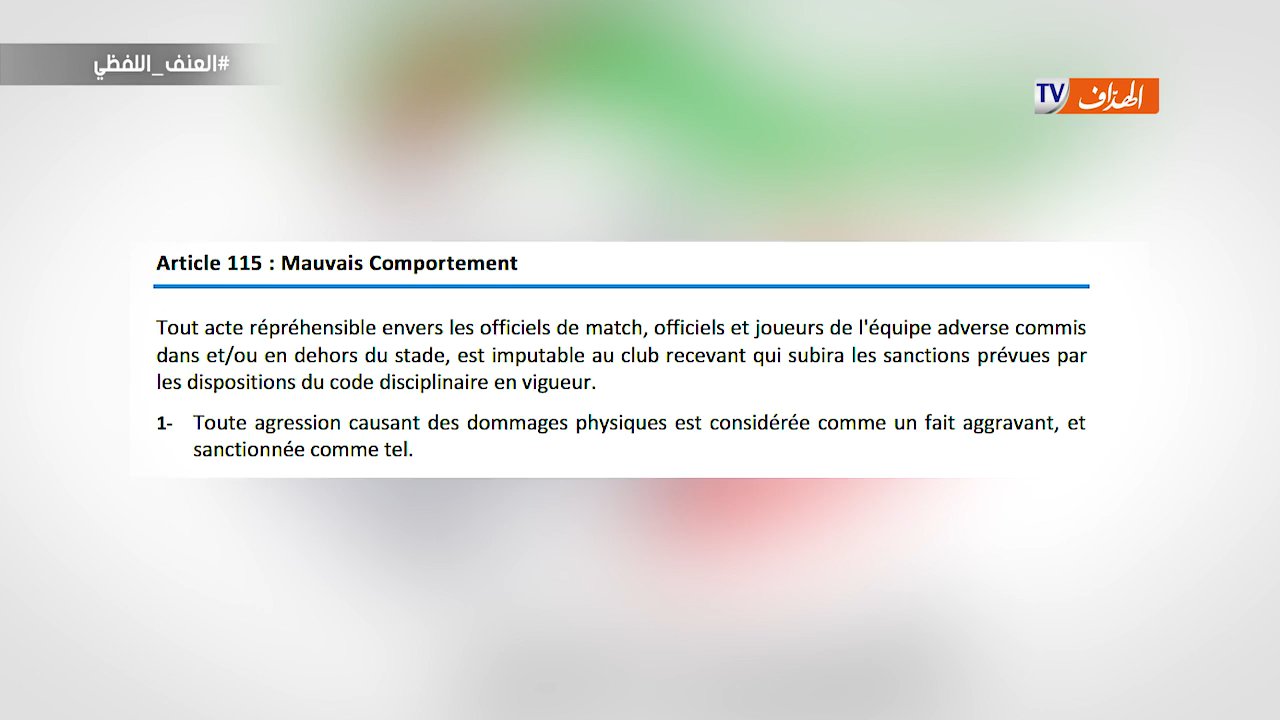 #العنف_اللفظي
الهدّاف TV
Article 115 : Mauvais Comportement
Tout acte répréhensible envers les officiels de match, officiels et joueurs de l'équipe adverse commis
dans et/ou en dehors du stade, est imputable au club recevant qui subira les sanctions prévues par
les dispositions du code disciplinaire en vigueur.
1- Toute agression causant des dommages physiques est considérée comme un fait aggravant, et
sanctionnée comme tel.